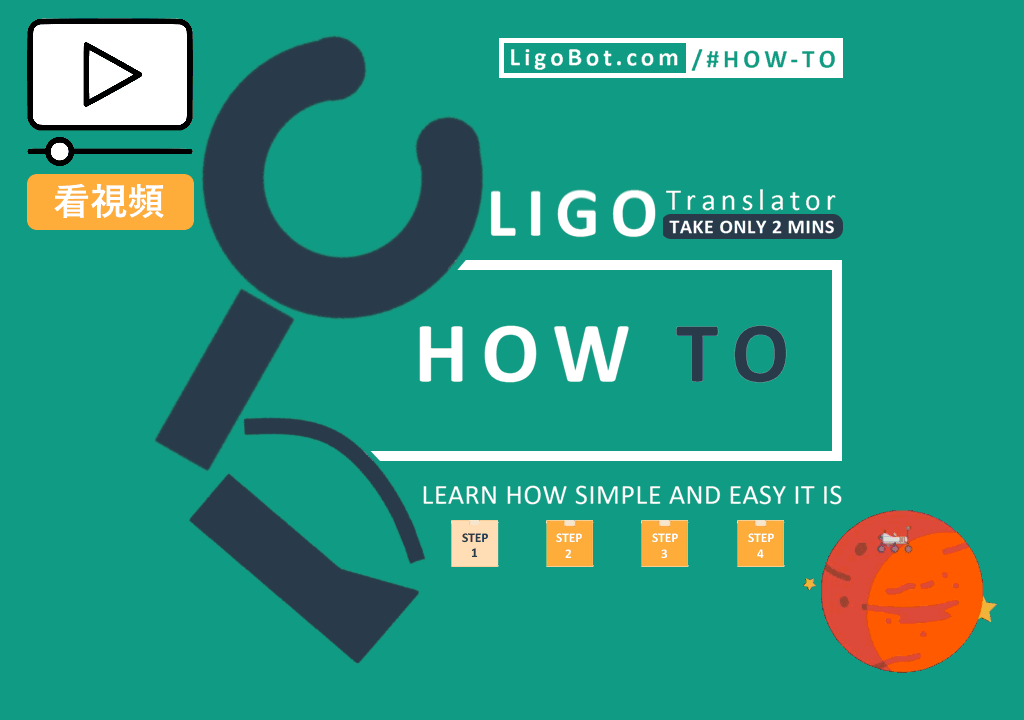 LigoBot.com/#HOW-TO
看視頻
LIGO Translator
TAKE ONLY 2 MINS
HOW TO
LEARN HOW SIMPLE AND EASY IT IS
STEP 1
STEP 2
STEP 3
STEP 4